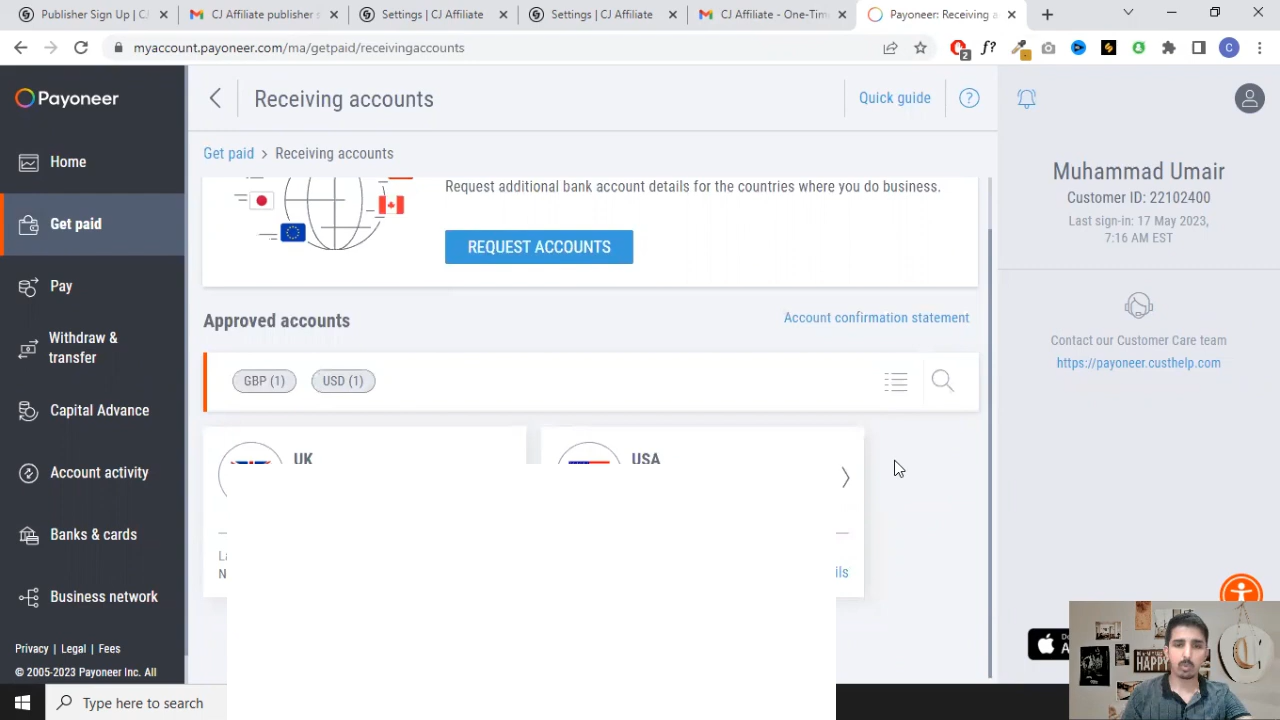 Publisher Sign Up | CJ
CJ Affiliate publisher s
Settings | CJ Affiliate
Settings | CJ Affiliate
CJ Affiliate - One-Tim
Payoneer: Receiving a
myaccount.payoneer.com/ma/getpaid/receivingaccounts
f?
2
C
Payoneer
Receiving accounts
Quick guide
?
Home
Get paid > Receiving accounts
Muhammad Umair
Request additional bank account details for the countries where you do business.
Customer ID: 22102400
Get paid
Last sign-in: 17 May 2023,
7:16 AM EST
REQUEST ACCOUNTS
Pay
Approved accounts
Account confirmation statement
Withdraw &
transfer
Contact our Customer Care team
https://payoneer.custhelp.com
GBP (1)
USD (1)
Capital Advance
UK
USA
Account activity
Banks & cards
N
ils
Business network
Privacy | Legal | Fees
© 2005-2023 Payoneer Inc. All
HAPPY
Type here to search